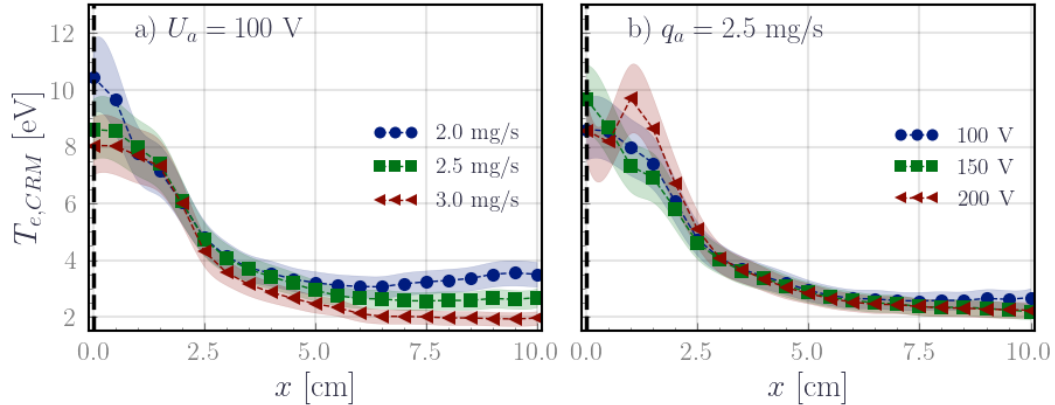 a) U_a = 100 V
b) q_a = 2.5 mg/s
T_{e,CRM} [eV]
12
10
8
6
4
2
2.0 mg/s
2.5 mg/s
3.0 mg/s
100 V
150 V
200 V
0.0 2.5 5.0 7.5 10.0
0.0 2.5 5.0 7.5 10.0
x [cm]
x [cm]